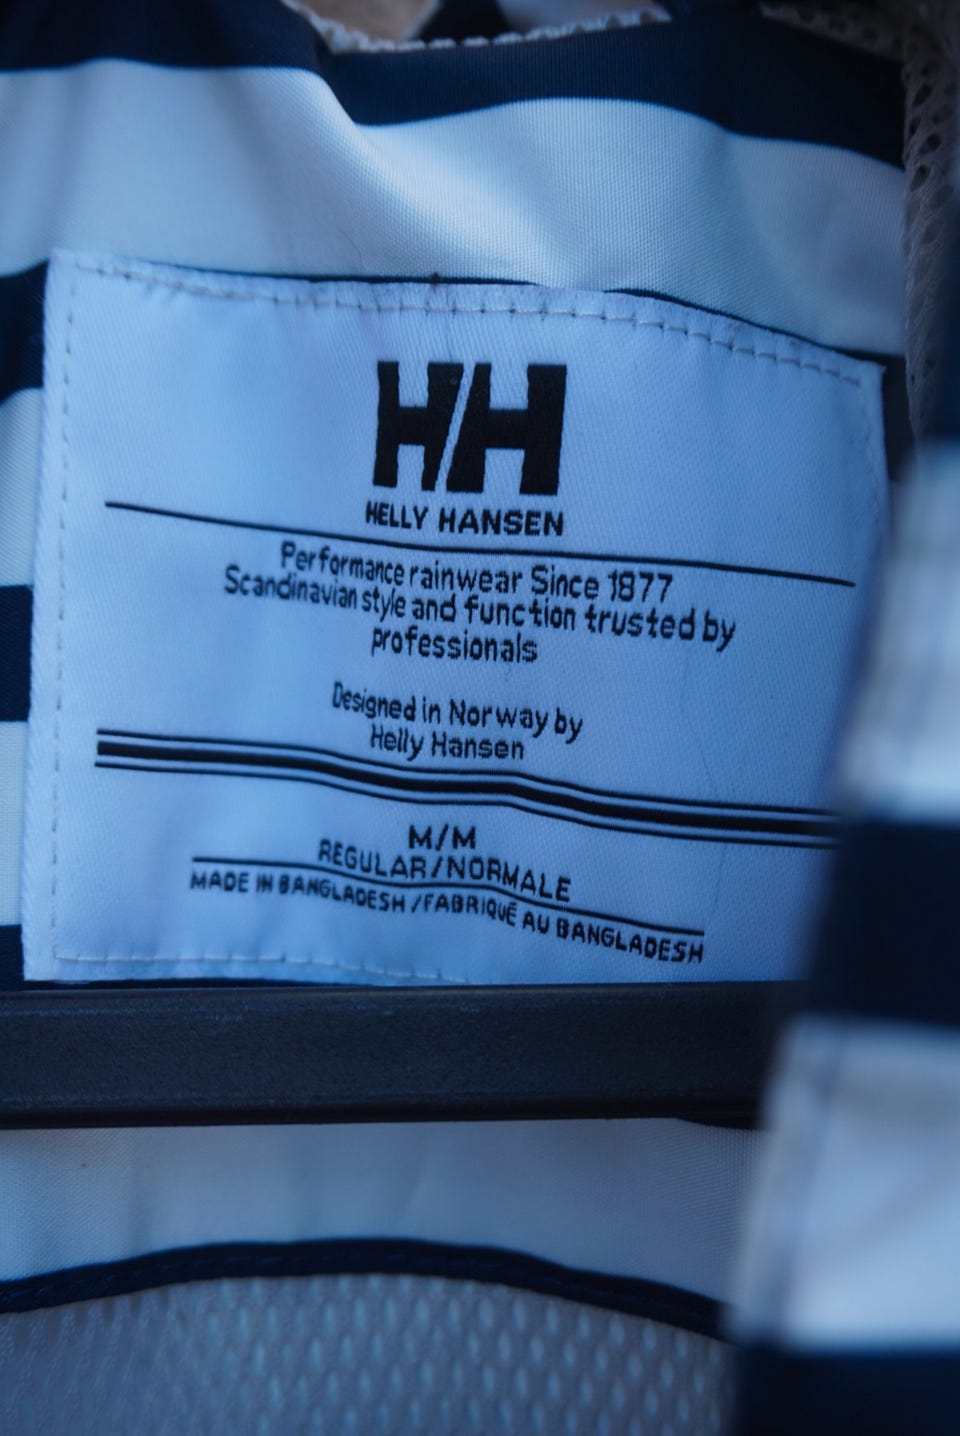 HH
HELLY HANSEN
Performance rainwear Since 1877
Scandinavian style and function trusted by
professionals
Designed in Norway by
Helly Hansen
M/M
REGULAR/NORMALE
MADE IN BANGLADESH /FABRIQUÉ AU BANGLADESH